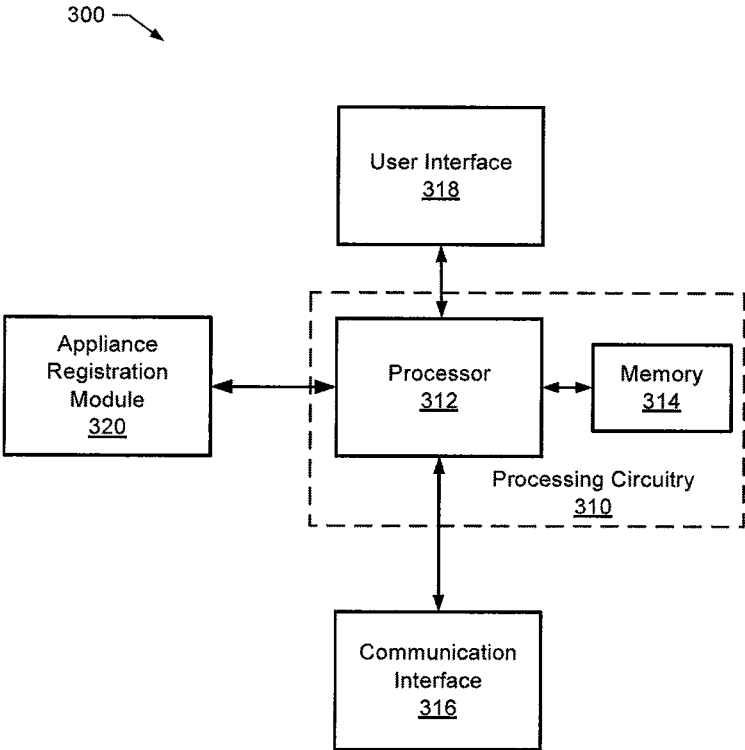 300
User Interface
318
Appliance
Registration
Module
320
Processor
312
Memory
314
Processing Circuitry
310
Communication
Interface
316